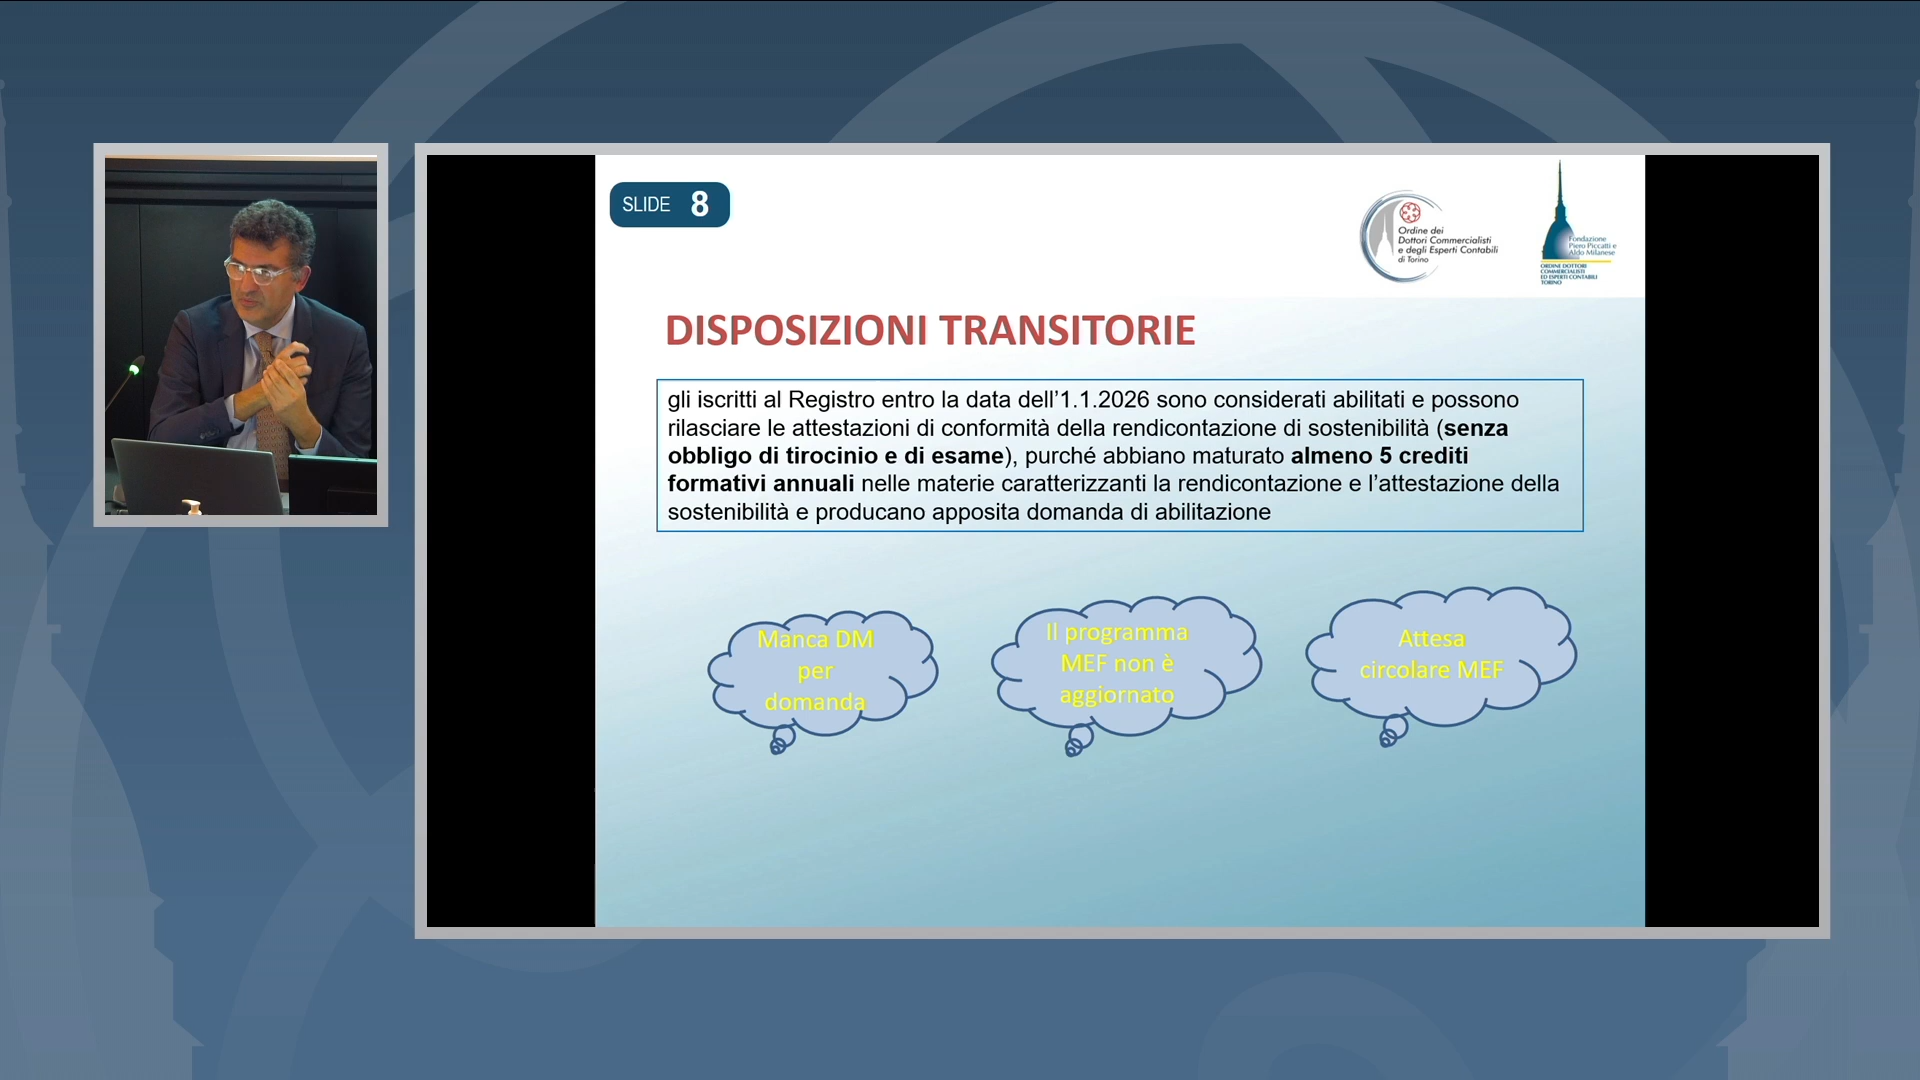 SLIDE 8
Ordine dei
Dottori Commercialisti
e degli Esperti Contabili
di Torino
Fondazione
Piero Piccatti e
Aldo Milanese
ORDINE DOTTORI
COMMERCIALISTI
ED ESPERTI CONTABILI
TORINO
DISPOSIZIONI TRANSITORIE
gli iscritti al Registro entro la data dell'1.1.2026 sono considerati abilitati e possono
rilasciare le attestazioni di conformità della rendicontazione di sostenibilità (senza
obbligo di tirocinio e di esame), purché abbiano maturato almeno 5 crediti
formativi annuali nelle materie caratterizzanti la rendicontazione e l'attestazione della
sostenibilità e producano apposita domanda di abilitazione
Manca DM
per
domanda
Il programma
MEF non è
aggiornato
Attesa
circolare MEF